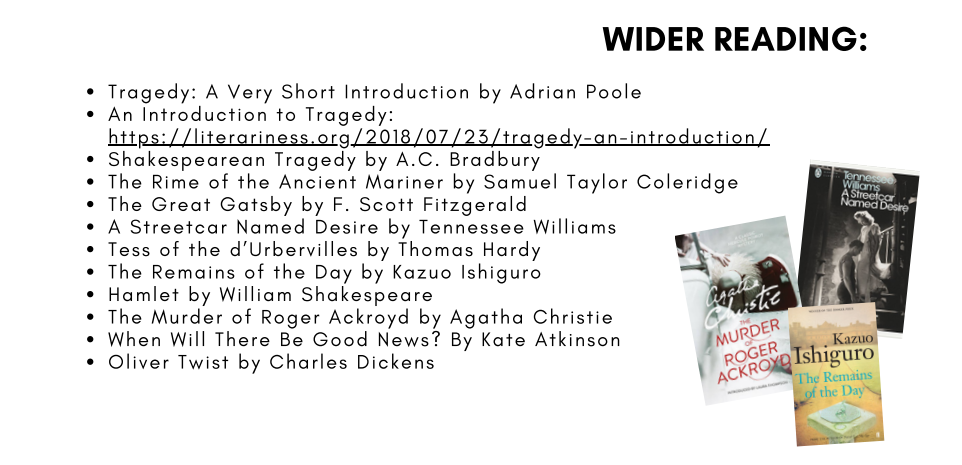 WIDER READING:
Tragedy: A Very Short Introduction by Adrian Poole
An Introduction to Tragedy:
https://literariness.org/2018/07/23/tragedy-an-introduction/
Shakespearean Tragedy by A.C. Bradbury
The Rime of the Ancient Mariner by Samuel Taylor Coleridge
The Great Gatsby by F. Scott Fitzgerald
A Streetcar Named Desire by Tennessee Williams
Tess of the d’Urbervilles by Thomas Hardy
The Remains of the Day by Kazuo Ishiguro
Hamlet by William Shakespeare
The Murder of Roger Ackroyd by Agatha Christie
When Will There Be Good News? By Kate Atkinson
Oliver Twist by Charles Dickens
Tennessee
Williams
A Streetcar
Named Desire
Agatha
Christie
THE
MURDER
of
ROGER
ACKROYD
Kazuo
Ishiguro
The Remains
of the Day